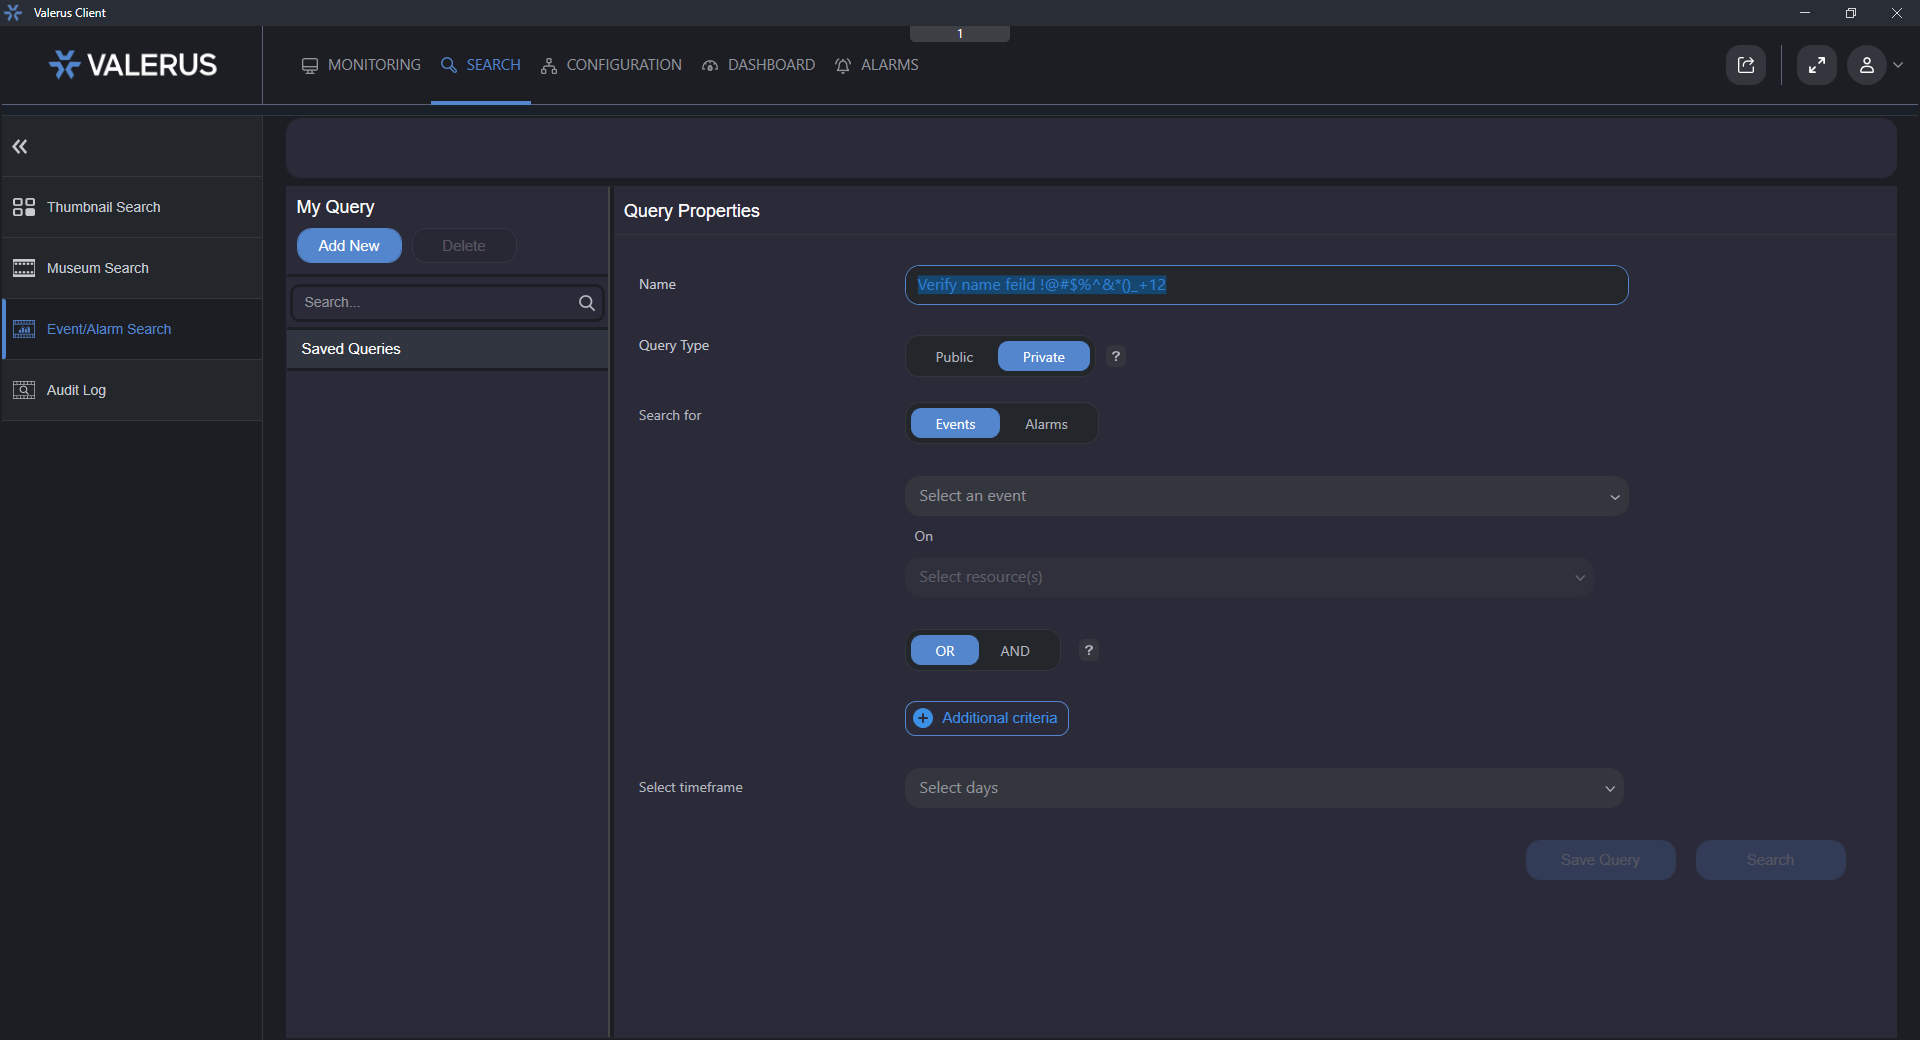 Valerus Client
1
VALERUS
MONITORING
SEARCH
CONFIGURATION
DASHBOARD
ALARMS
Thumbnail Search
Museum Search
Event/Alarm Search
Audit Log
My Query
Add New
Delete
Search...
Saved Queries
Query Properties
Name
Verify name feild !@#$%^&*()_+12
Query Type
Public
Private
?
Search for
Events
Alarms
Select an event
On
Select resource(s)
OR
AND
?
Additional criteria
Select timeframe
Select days
Save Query
Search